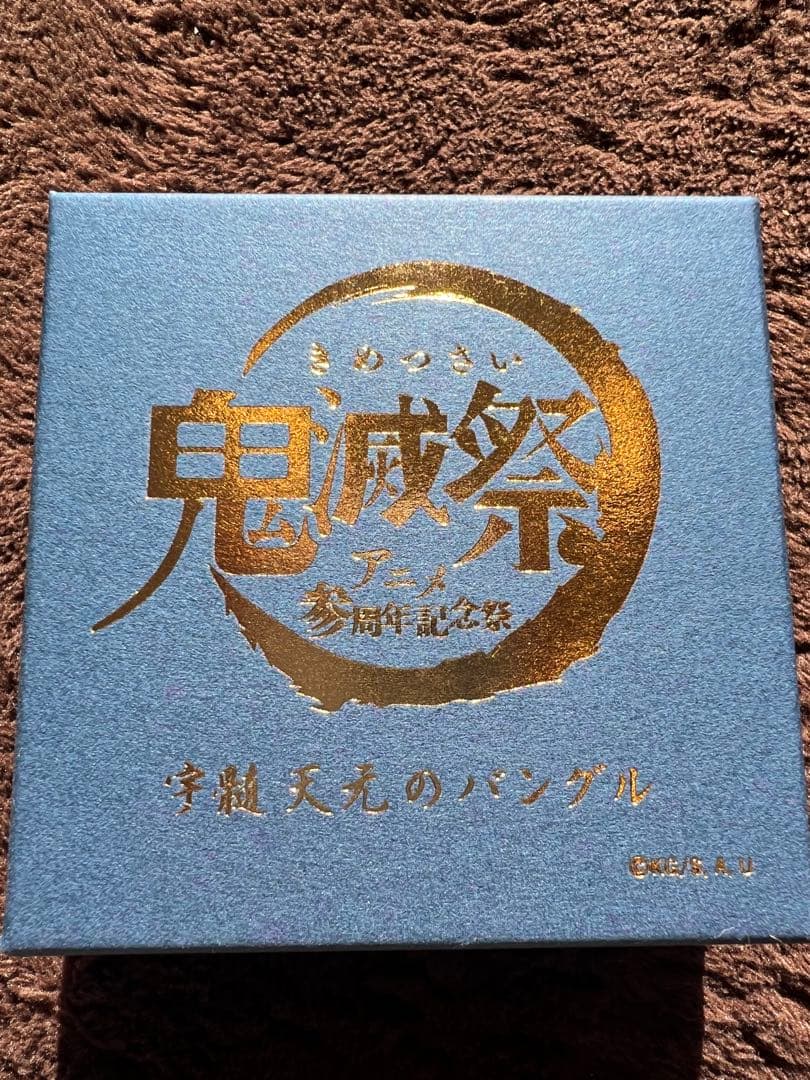 きめつさい
鬼滅祭
アニメ
参周年記念祭
宇髄 天元のバングル
©KG/S, A, U